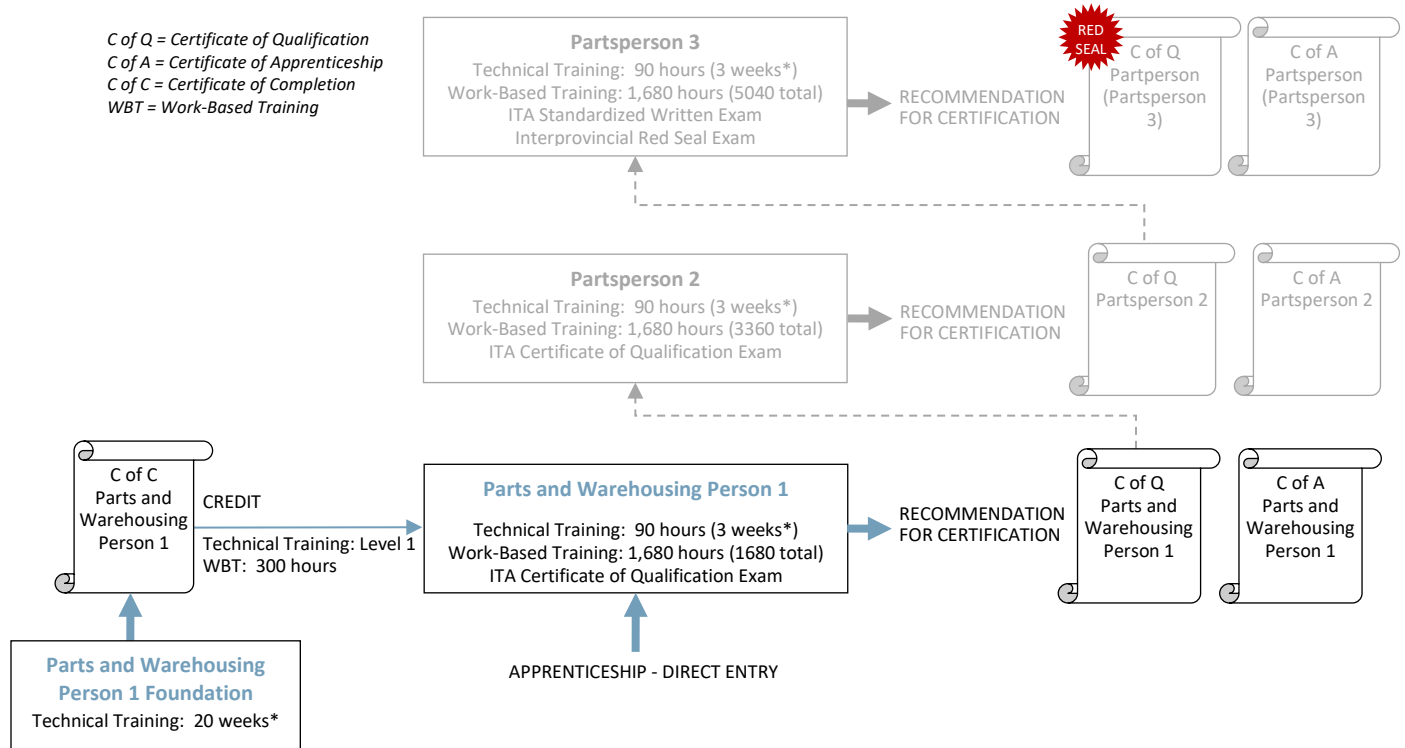 C of Q = Certificate of Qualification
C of A = Certificate of Apprenticeship
C of C = Certificate of Completion
WBT = Work-Based Training
Partsperson 3
Technical Training:  90 hours (3 weeks*)
Work-Based Training: 1,680 hours (5040 total)
ITA Standardized Written Exam
Interprovincial Red Seal Exam
RECOMMENDATION
FOR CERTIFICATION
RED
SEAL
C of Q
Partperson
(Partsperson
3)
C of A
Partsperson
(Partsperson
3)
Partsperson 2
Technical Training:  90 hours (3 weeks*)
Work-Based Training: 1,680 hours (3360 total)
ITA Certificate of Qualification Exam
RECOMMENDATION
FOR CERTIFICATION
C of Q
Partsperson 2
C of A
Partsperson 2
C of C
Parts and
Warehousing
Person 1
CREDIT
Technical Training: Level 1
WBT:  300 hours
Parts and Warehousing Person 1
Technical Training:  90 hours (3 weeks*)
Work-Based Training: 1,680 hours (1680 total)
ITA Certificate of Qualification Exam
RECOMMENDATION
FOR CERTIFICATION
C of Q
Parts and
Warehousing
Person 1
C of A
Parts and
Warehousing
Person 1
Parts and Warehousing
Person 1 Foundation
Technical Training:  20 weeks*
APPRENTICESHIP - DIRECT ENTRY